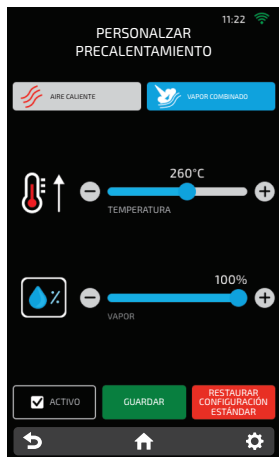 11:22
PERSONALZAR
PRECALENTAMIENTO
AIRE CALIENTE
VAPOR COMBINADO
260°C
TEMPERATURA
%
100%
VAPOR
ACTIVO
GUARDAR
RESTAURAR
CONFIGURACIÓN
ESTÁNDAR